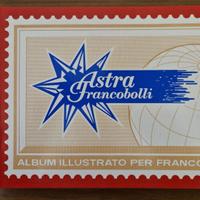 Astra
Francobolli
ALBUM ILLUSTRATO PER FRANCO